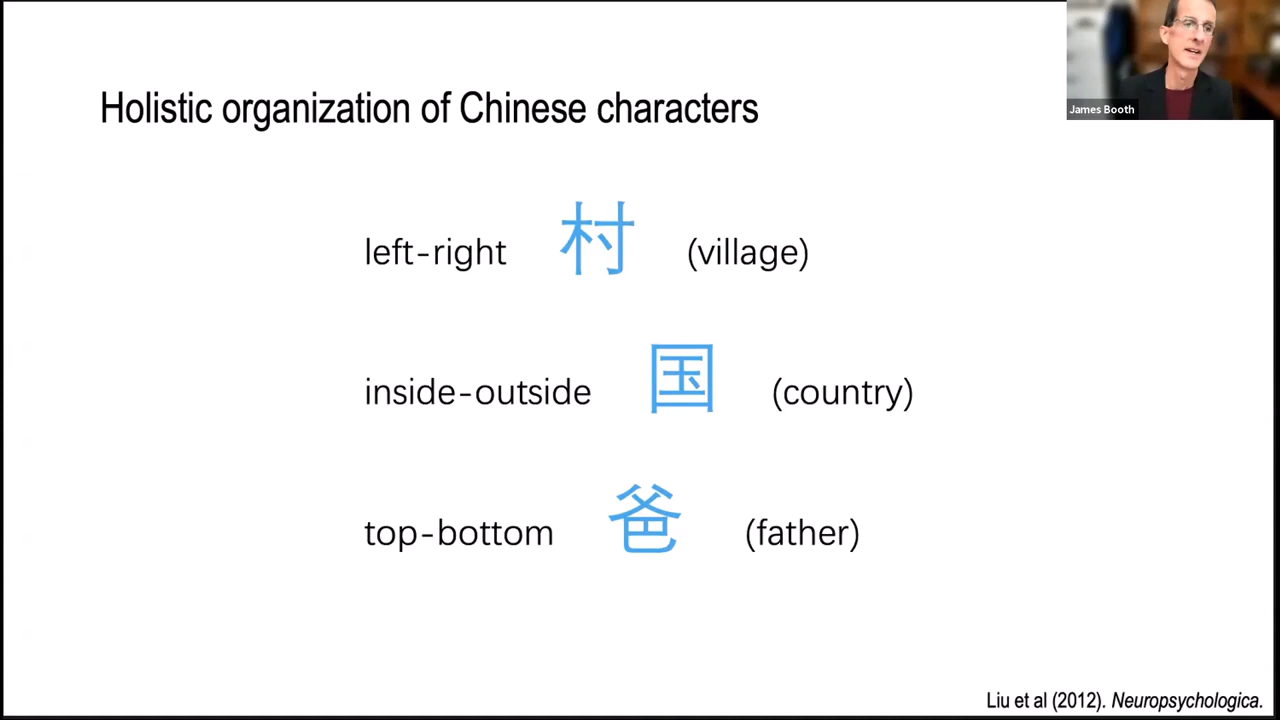 James Booth
Holistic organization of Chinese characters
left-right 村 (village)
inside-outside 国 (country)
top-bottom 爸 (father)
Liu et al (2012). Neuropsychologica.